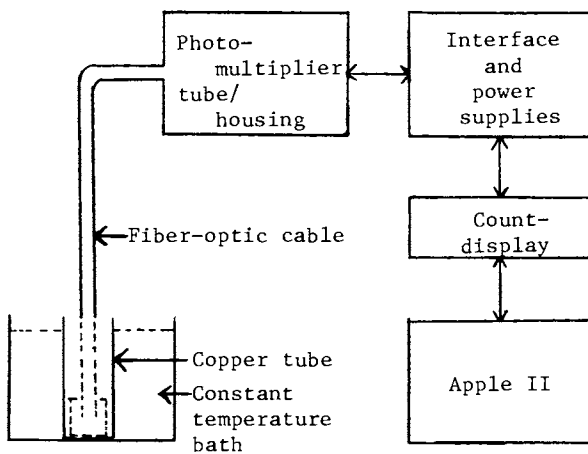 Photo-
multiplier
tube/
housing
Interface
and
power
supplies
Fiber-optic cable
Count-
display
Copper tube
Constant
temperature
bath
Apple II